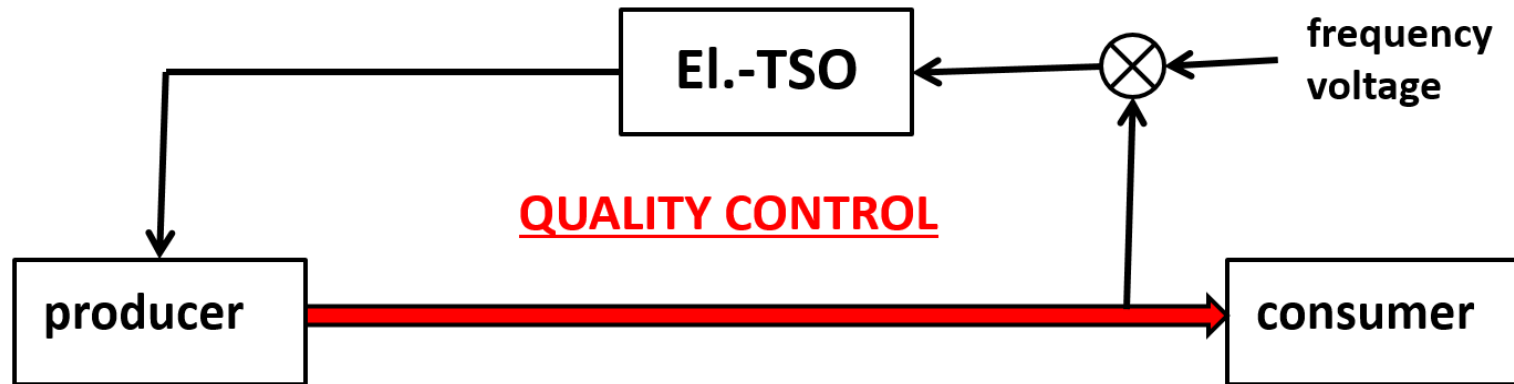 El.-TSO
frequency
voltage
QUALITY CONTROL
producer
consumer